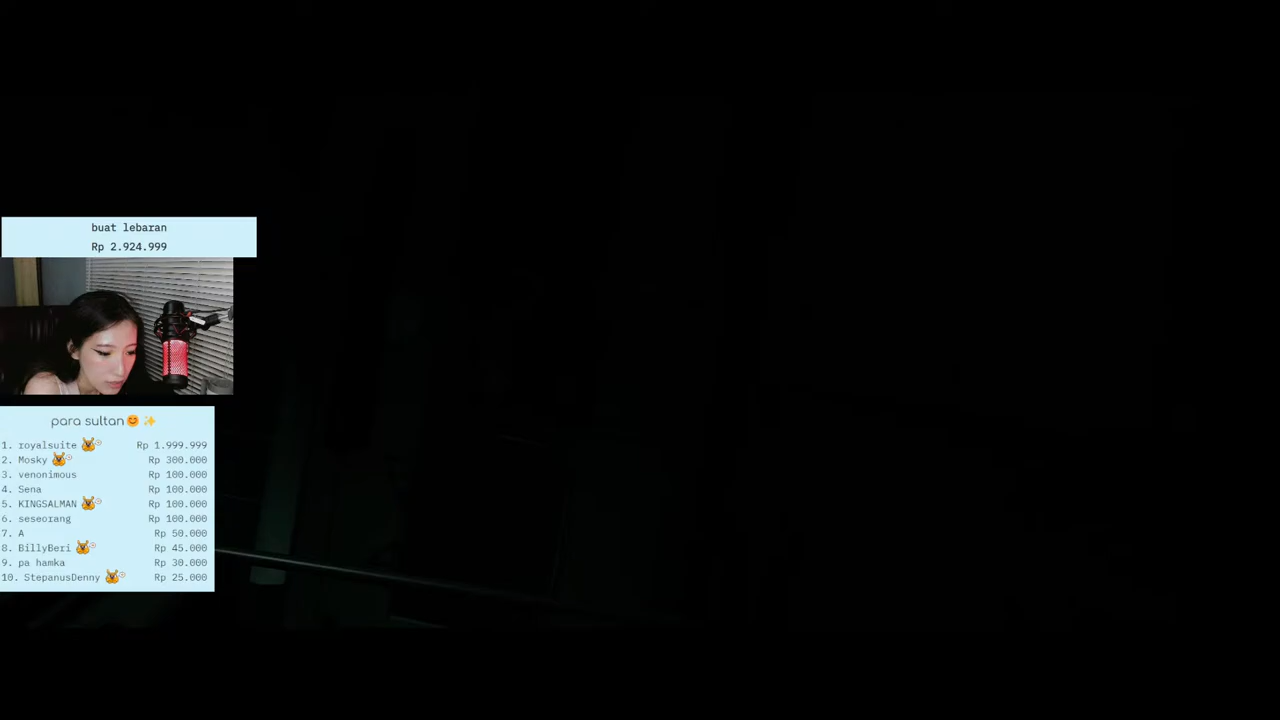 buat lebaran
Rp 2.924.999
para sultan😊✨
1. royalsuite Rp 1.999.999
2. Mosky Rp 300.000
3. venonimous Rp 100.000
4. Sena Rp 100.000
5. KINGSALMAN Rp 100.000
6. seseorang Rp 100.000
7. A Rp 50.000
8. BillyBeri Rp 45.000
9. pa hamka Rp 30.000
10. StepanusDenny Rp 25.000